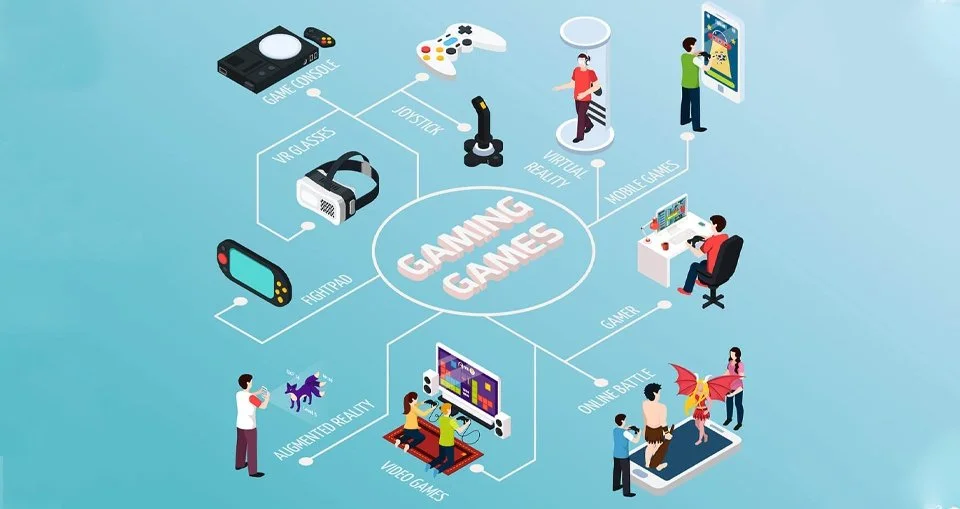 GAME CONSOLE
JOYSTICK
VR GLASSES
VIRTUAL
REALITY
MOBILE GAMES
GAMING
GAMES
FIGHTPAD
GAMER
ONLINE BATTLE
AUGMENTED REALITY
VIDEO GAMES